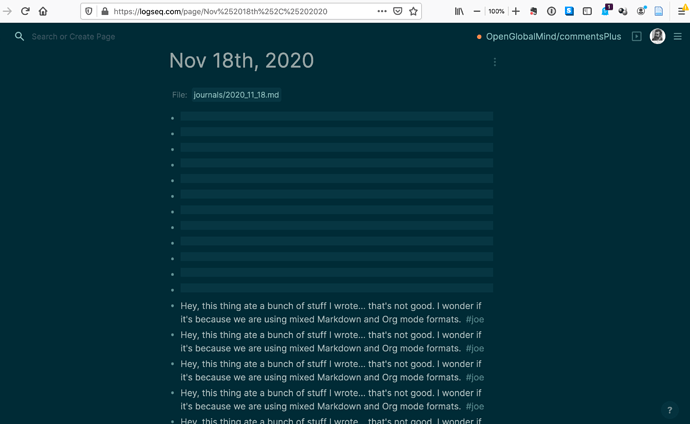 https://logseq.com/page/Nov%252018th%252C%25202020
100%
1
Search or Create Page
OpenGlobalMind/commentsPlus
Nov 18th, 2020
File: journals/2020_11_18.md
Hey, this thing ate a bunch of stuff I wrote... that's not good. I wonder if
it's because we are using mixed Markdown and Org mode formats. #joe
Hey, this thing ate a bunch of stuff I wrote... that's not good. I wonder if
it's because we are using mixed Markdown and Org mode formats. #joe
Hey, this thing ate a bunch of stuff I wrote... that's not good. I wonder if
it's because we are using mixed Markdown and Org mode formats. #joe
Hey, this thing ate a bunch of stuff I wrote... that's not good. I wonder if
it's because we are using mixed Markdown and Org mode formats. #joe
Hey, this thing ate a bunch of stuff I wrote... that's not good. I wonder if
?